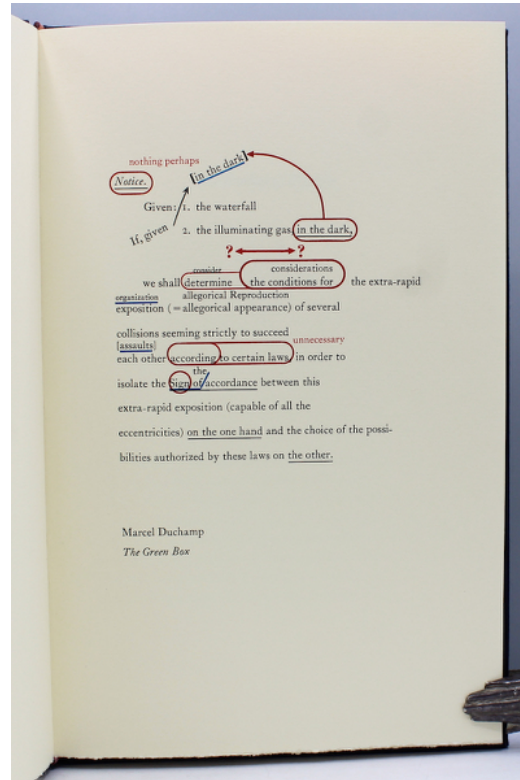 nothing perhaps
[in the dark]
Notice.
Given: 1. the waterfall
If, given
2. the illuminating gas, in the dark,
? ?
consider considerations
we shall determine the conditions for the extra-rapid
organization allegorical Reproduction
exposition (=allegorical appearance) of several
collisions seeming strictly to succeed
[assaults] unnecessary
each other according to certain laws, in order to
the
isolate the Sign of accordance between this
extra-rapid exposition (capable of all the
eccentricities) on the one hand and the choice of the possi-
bilities authorized by these laws on the other.
Marcel Duchamp
The Green Box